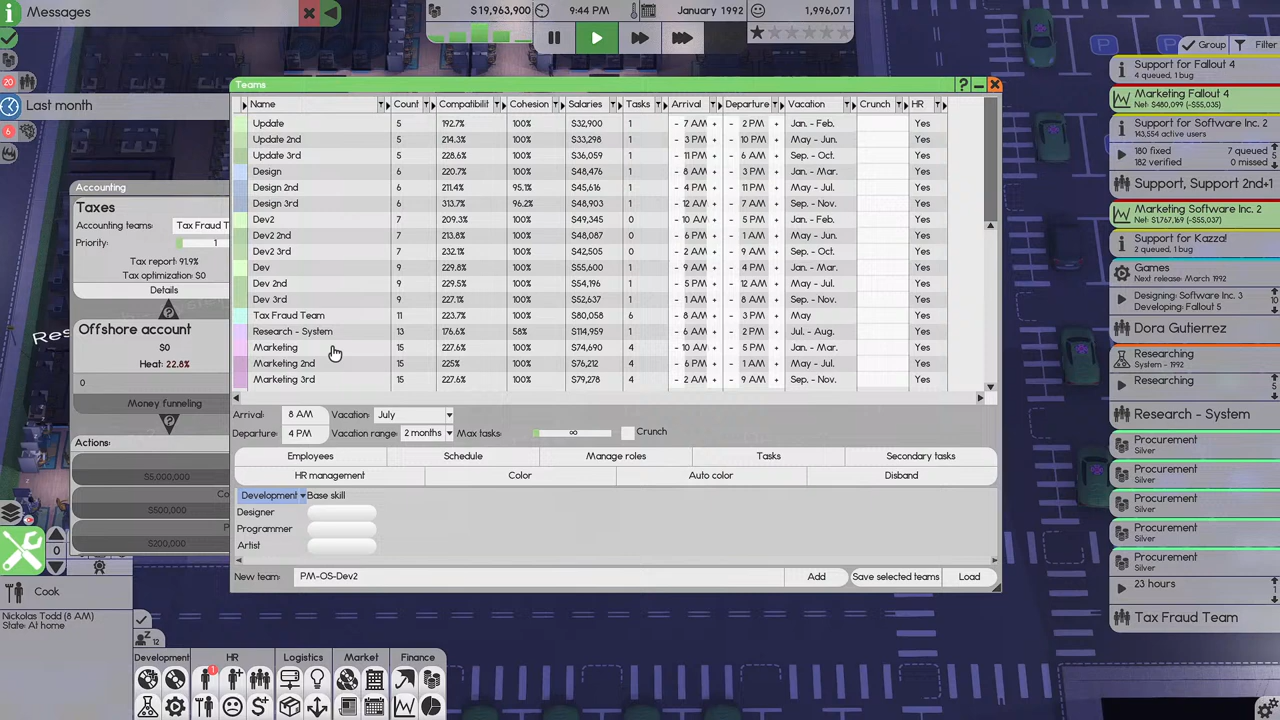 Messages
$19,963,900
9:44 PM
January 1992
1,996,071
Group
Filter
20
Last month
6
Accounting
Taxes
Accounting teams:
Tax Fraud T
Priority:
1
Tax report: 91.9%
Tax optimization: $0
Details
Offshore account
$0
Heat: 22.8%
0
Money funneling
Actions:
$5,000,000
$500,000
$200,000
Teams
Name Count Compatibilit Cohesion Salaries Tasks Arrival Departure Vacation Crunch HR
Update 5 192.7% 100% $32,900 1 - 7 AM + - 2 PM + Jan. - Feb. Yes
Update 2nd 5 214.3% 100% $33,298 1 - 3 PM + - 10 PM + May - Jun. Yes
Update 3rd 5 228.6% 100% $36,059 1 - 11 PM + - 6 AM + Sep. - Oct. Yes
Design 6 220.7% 100% $48,476 1 - 8 AM + - 3 PM + Jan. - Mar. Yes
Design 2nd 6 211.4% 95.1% $45,616 1 - 4 PM + - 11 PM + May - Jul. Yes
Design 3rd 6 313.7% 96.2% $48,903 1 - 12 AM + - 7 AM + Sep. - Nov. Yes
Dev2 7 209.3% 100% $49,345 0 - 10 AM + - 5 PM + Jan. - Feb. Yes
Dev2 2nd 7 213.8% 100% $48,087 0 - 6 PM + - 1 AM + May - Jun. Yes
Dev2 3rd 7 232.1% 100% $42,505 0 - 2 AM + - 9 AM + Sep. - Oct. Yes
Dev 9 229.8% 100% $55,600 1 - 9 AM + - 4 PM + Jan. - Mar. Yes
Dev 2nd 9 229.5% 100% $54,196 1 - 5 PM + - 12 AM + May - Jul. Yes
Dev 3rd 9 227.1% 100% $52,637 1 - 1 AM + - 8 AM + Sep. - Nov. Yes
Tax Fraud Team 11 223.7% 100% $80,058 6 - 8 AM + - 3 PM + May Yes
Research - System 13 176.6% 58% $114,959 1 - 6 AM + - 2 PM + Jul. - Aug. Yes
Marketing 15 227.6% 100% $74,690 4 - 10 AM + - 5 PM + Jan. - Mar. Yes
Marketing 2nd 15 225% 100% $76,212 4 - 6 PM + - 1 AM + May - Jul. Yes
Marketing 3rd 15 227.6% 100% $79,278 4 - 2 AM + - 9 AM + Sep. - Nov. Yes
Arrival: 8 AM Vacation: July
Departure: 4 PM Vacation range: 2 months Max tasks: ∞ Crunch
Employees Schedule Manage roles Tasks Secondary tasks
HR management Color Auto color Disband
Development Base skill
Designer
Programmer
Artist
New team: PM-OS-Dev2 Add Save selected teams Load
Support for Fallout 4
4 queued, 1 bug
Marketing Fallout 4
Net: $480,099 (-$55,035)
Support for Software Inc. 2
143,554 active users
180 fixed 7 queued
182 verified 0 missed
Support, Support 2nd+1
Marketing Software Inc. 2
Net: $1,767,169 (-$55,037)
Support for Kazza!
2 queued, 1 bug
Games
Next release: March 1992
Designing: Software Inc. 3
Developing: Fallout 5
1
Dora Gutierrez
Researching
System - 1992
Researching
1
Research - System
Procurement
Silver
Procurement
Silver
Procurement
Silver
Procurement
Silver
Procurement
Silver
23 hours
1
Tax Fraud Team
0
Cook
Nickolas Todd (8 AM)
State: At home
12
Development HR Logistics Market Finance
1